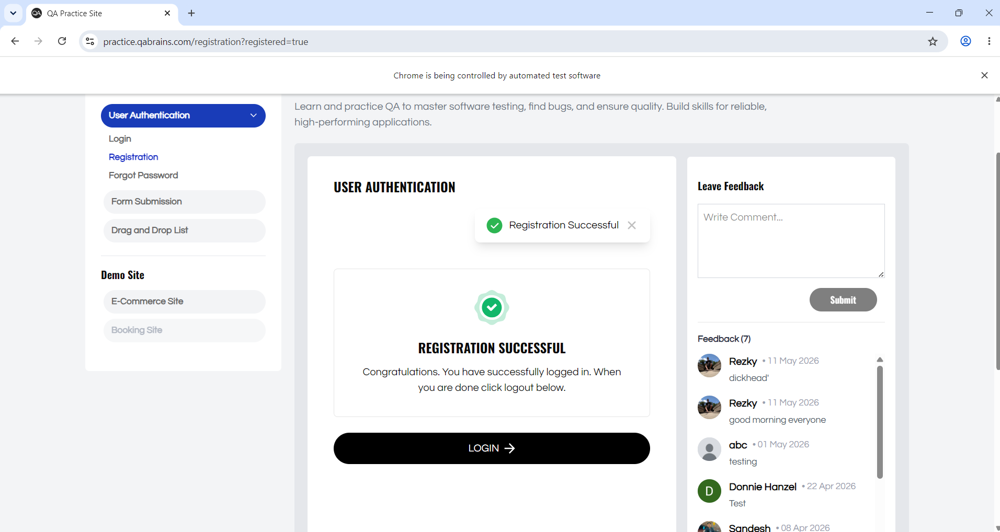 QA Practice Site
practice.qabrains.com/registration?registered=true
Chrome is being controlled by automated test software
User Authentication
Login
Registration
Forgot Password
Form Submission
Drag and Drop List
Demo Site
E-Commerce Site
Booking Site
Learn and practice QA to master software testing, find bugs, and ensure quality. Build skills for reliable,
high-performing applications.
USER AUTHENTICATION
Registration Successful
REGISTRATION SUCCESSFUL
Congratulations. You have successfully logged in. When
you are done click logout below.
LOGIN
Leave Feedback
Write Comment...
Submit
Feedback (7)
Rezky • 11 May 2026
dickhead'
Rezky • 11 May 2026
good morning everyone
abc • 01 May 2026
testing
D
Donnie Hanzel • 22 Apr 2026
Test
Sandesh • 08 Apr 2026